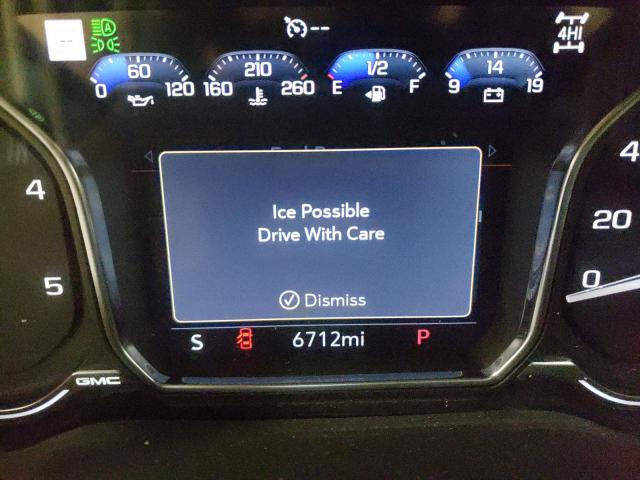 --
A
--
4HI
60
210
1/2
14
0 120
160 260
E F
9 19
4
5
4
20
0
Ice Possible
Drive With Care
Dismiss
S 6712mi P
GMC